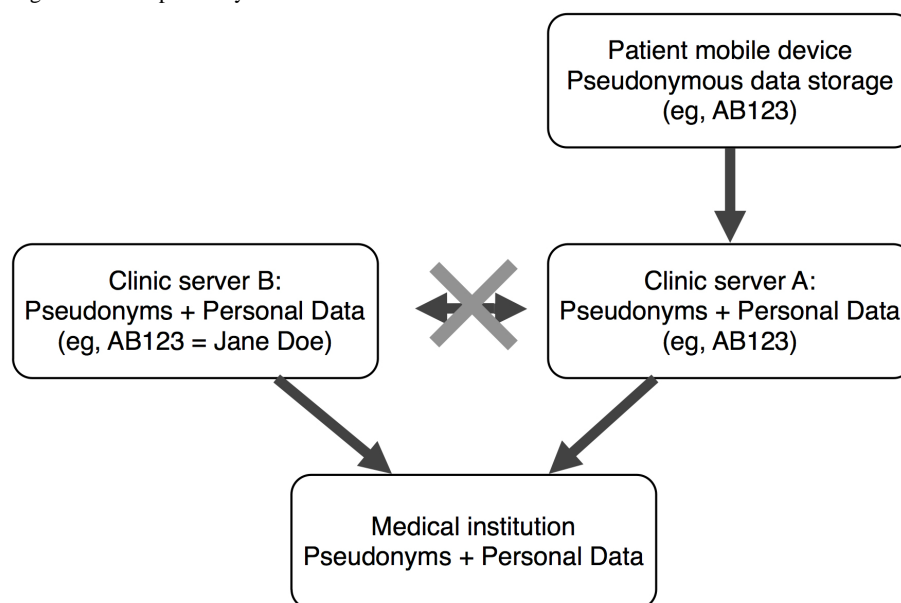 Patient mobile device
Pseudonymous data storage
(eg, AB123)
Clinic server B:
Pseudonyms + Personal Data
(eg, AB123 = Jane Doe)
Clinic server A:
Pseudonyms + Personal Data
(eg, AB123)
Medical institution
Pseudonyms + Personal Data